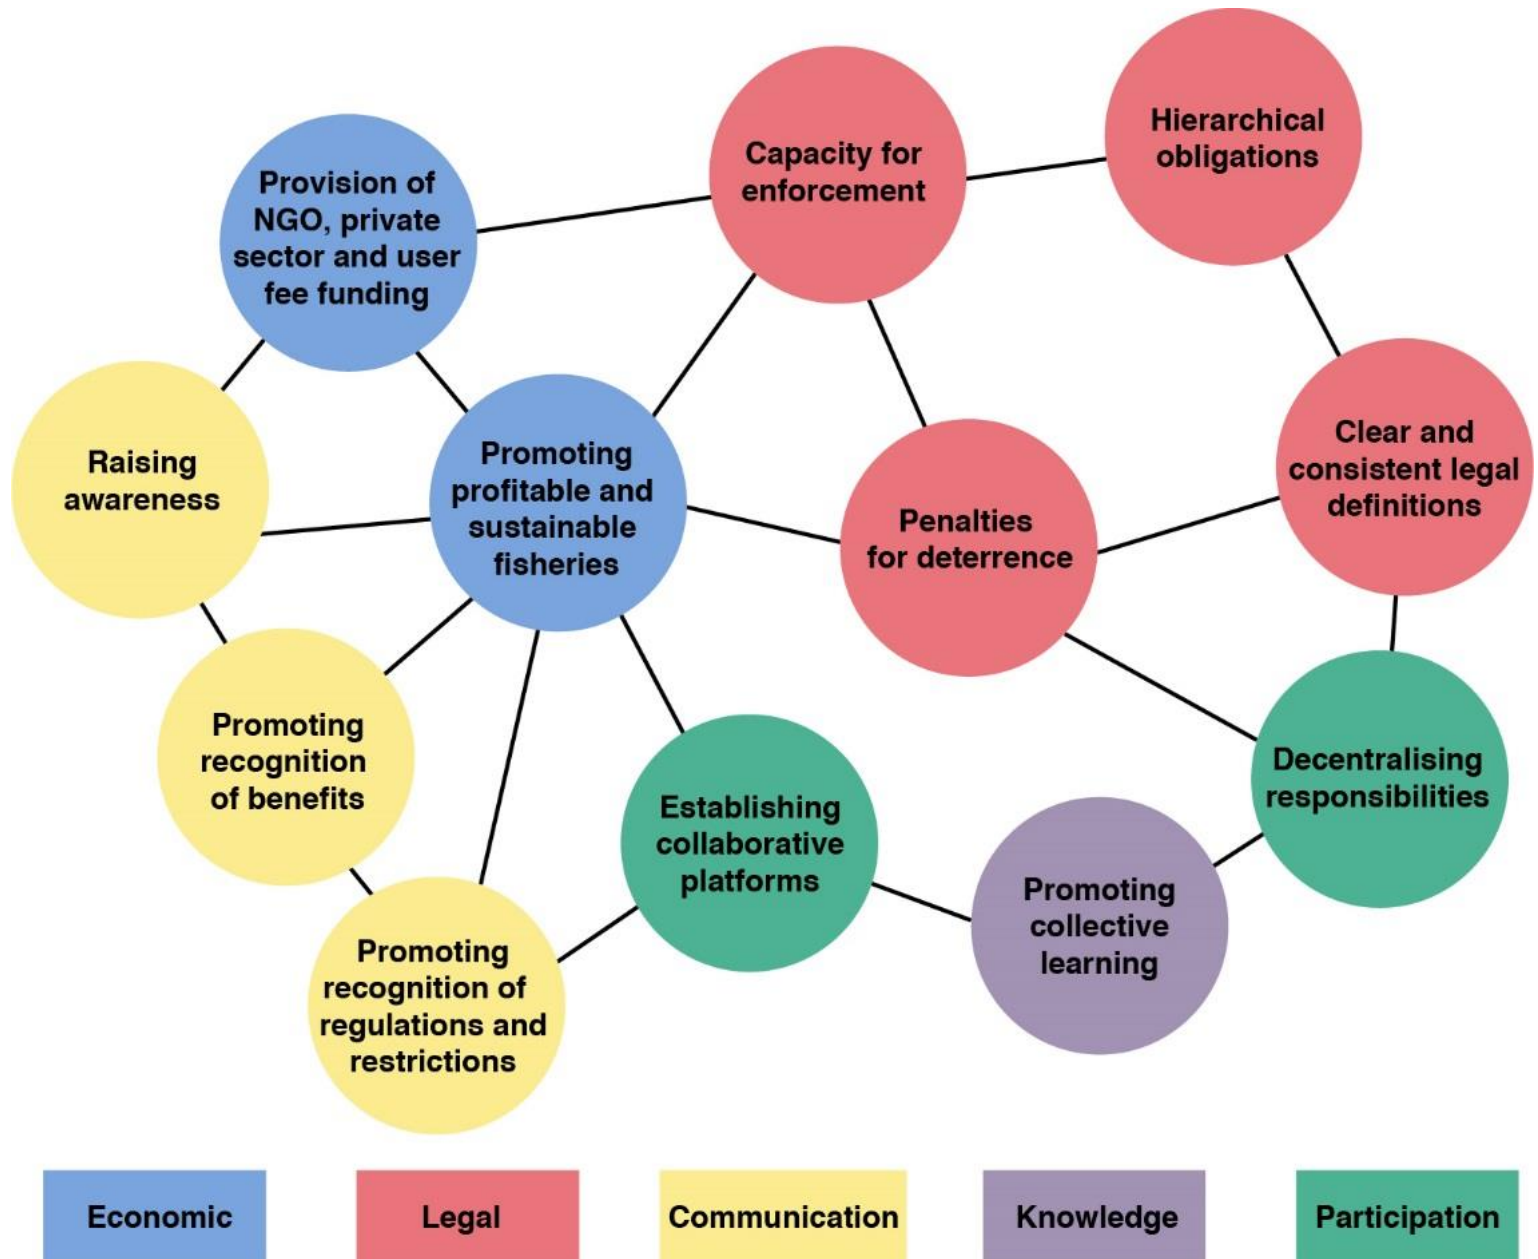 Hierarchical
obligations
Capacity for
enforcement
Provision of
NGO, private
sector and user
fee funding
Raising
awareness
Promoting
profitable and
sustainable
fisheries
Penalties
for deterrence
Clear and
consistent legal
definitions
Promoting
recognition
of benefits
Establishing
collaborative
platforms
Decentralising
responsibilities
Promoting
collective
learning
Promoting
recognition of
regulations and
restrictions
Economic
Legal
Communication
Knowledge
Participation